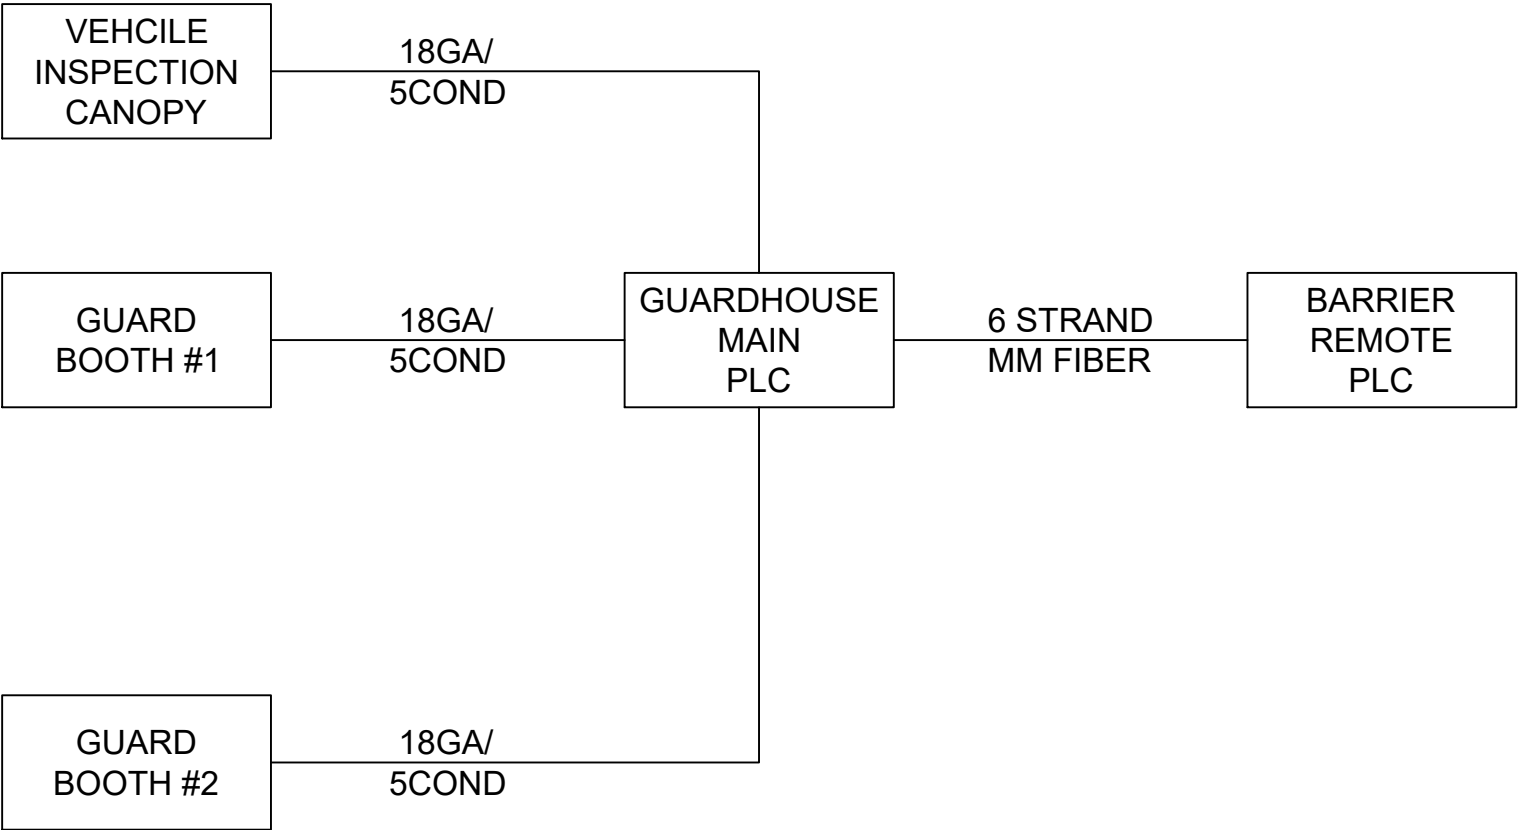 VEHCILE
INSPECTION
CANOPY
18GA/
5COND
GUARD
BOOTH #1
18GA/
5COND
GUARDHOUSE
MAIN
PLC
6 STRAND
MM FIBER
BARRIER
REMOTE
PLC
GUARD
BOOTH #2
18GA/
5COND